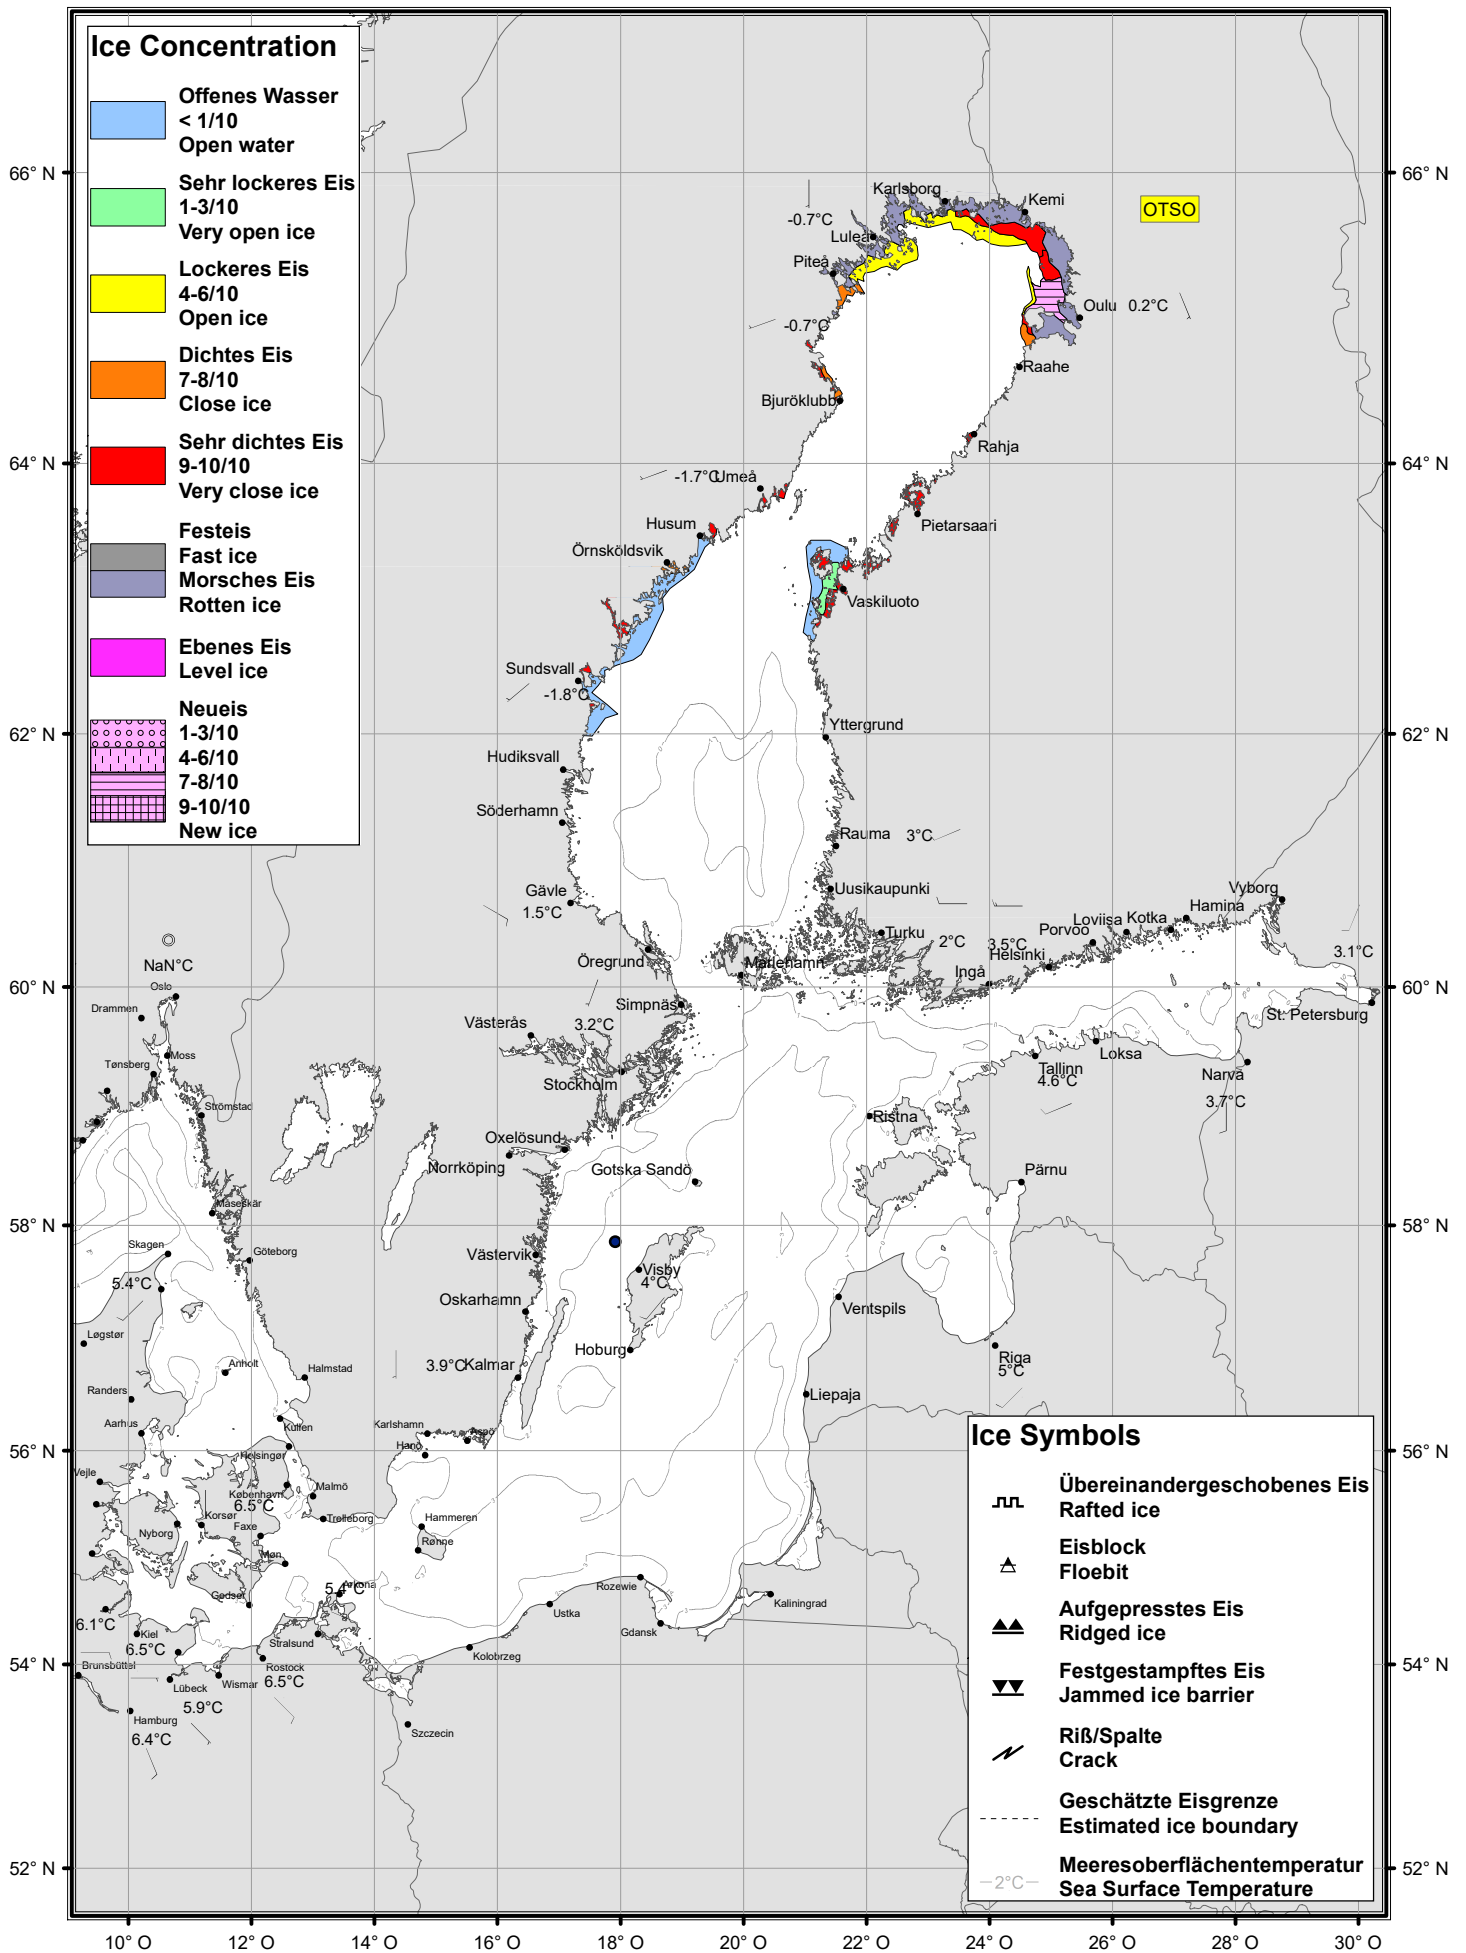 Ice Concentration
Offenes Wasser
< 1/10
Open water
Sehr lockeres Eis
1-3/10
Very open ice
Lockeres Eis
4-6/10
Open ice
Dichtes Eis
7-8/10
Close ice
Sehr dichtes Eis
9-10/10
Very close ice
Festeis
Fast ice
Morsches Eis
Rotten ice
Ebenes Eis
Level ice
Neueis
1-3/10
4-6/10
7-8/10
9-10/10
New ice
66° N
66° N
64° N
64° N
62° N
62° N
60° N
60° N
58° N
58° N
56° N
56° N
54° N
54° N
52° N
52° N
Karlsborg
Kemi
OTSO
-0.7°C
Luleå
Piteå
Oulu 0.2°C
-0.7°C
Raahe
Bjuröklubb
Rahja
-1.7°C
Umeå
Pietarsaari
Husum
Örnsköldsvik
Vaskiluoto
Sundsvall
-1.8°C
Yttergrund
Hudiksvall
Söderhamn
Rauma 3°C
Gävle
1.5°C
Uusikaupunki
Vyborg
Hamina
Loviisa Kotka
Porvoo
Turku
2°C
3.5°C
Helsinki
3.1°C
Öregrund
Mariehamn
Ingå
NaN°C
Oslo
Drammen
Simpnäs
St. Petersburg
Västerås
3.2°C
Moss
Tønsberg
Stockholm
Loksa
Tallinn
4.6°C
Narva
3.7°C
Strömstad
Ristna
Oxelösund
Norrköping
Gotska Sandö
Pärnu
Måseskär
Skagen
Göteborg
Västervik
Visby
4°C
5.4°C
Oskarhamn
Ventspils
Løgstør
Hoburg
Riga
5°C
Anholt
Halmstad
3.9°C
Kalmar
Randers
Liepaja
Aarhus
Kullen
Karlshamn
Aspö
Hanö
Helsingør
Vejle
København
6.5°C
Malmö
Korsør
Faxe
Trelleborg
Hammeren
Nyborg
Rønne
Møn
Gedser
Arkona
5.4°C
Rozewie
Ustka
Kaliningrad
Gdansk
6.1°C
Kiel
6.5°C
Stralsund
Kolobrzeg
Brunsbüttel
Rostock
6.5°C
Lübeck
Wismar
5.9°C
Hamburg
6.4°C
Szczecin
Ice Symbols
Übereinandergeschobenes Eis
Rafted ice
Eisblock
Floebit
Aufgepresstes Eis
Ridged ice
Festgestampftes Eis
Jammed ice barrier
Riß/Spalte
Crack
Geschätzte Eisgrenze
Estimated ice boundary
2°C
Meeresoberflächentemperatur
Sea Surface Temperature
10° O
12° O
14° O
16° O
18° O
20° O
22° O
24° O
26° O
28° O
30° O